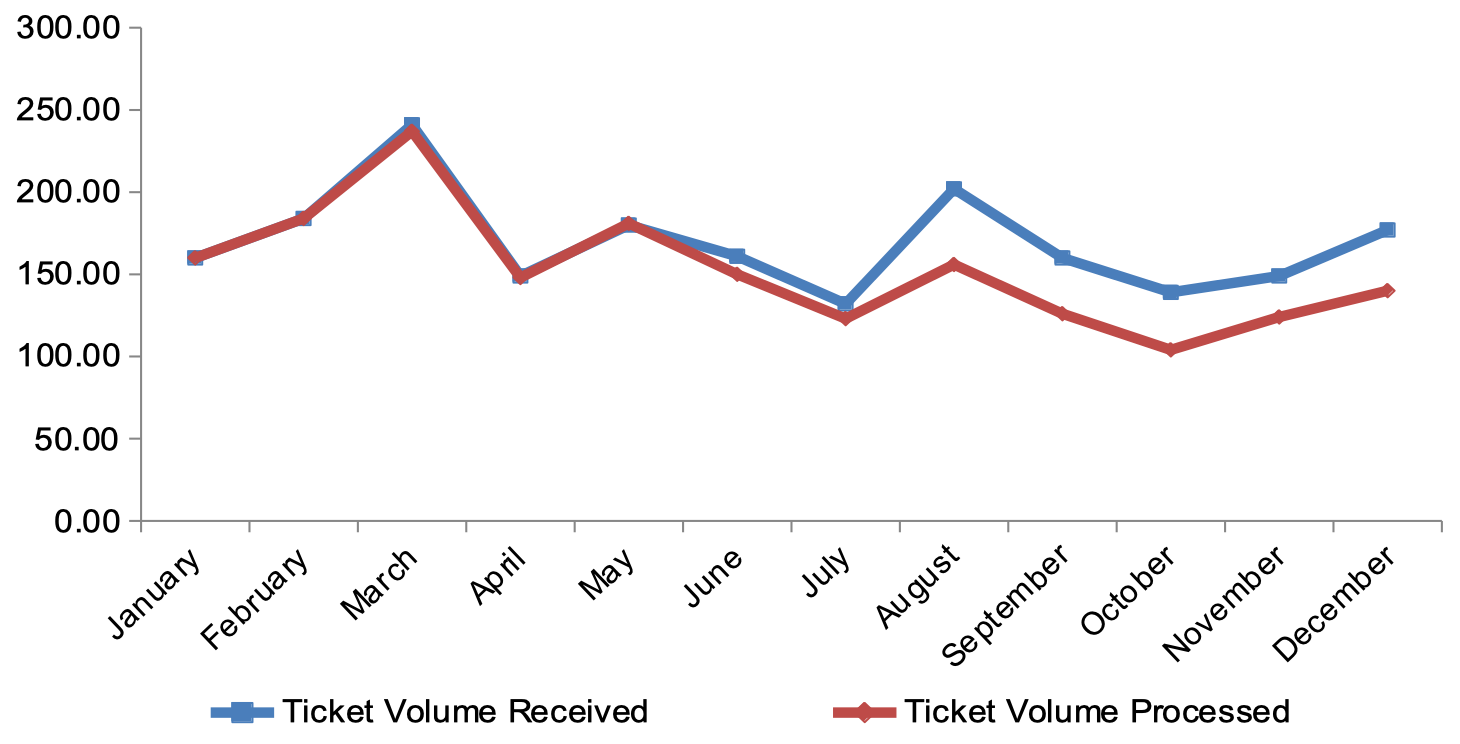 300.00
250.00
200.00
150.00
100.00
50.00
0.00
January
February
March
April
May
June
July
August
September
October
November
December
Ticket Volume Received
Ticket Volume Processed